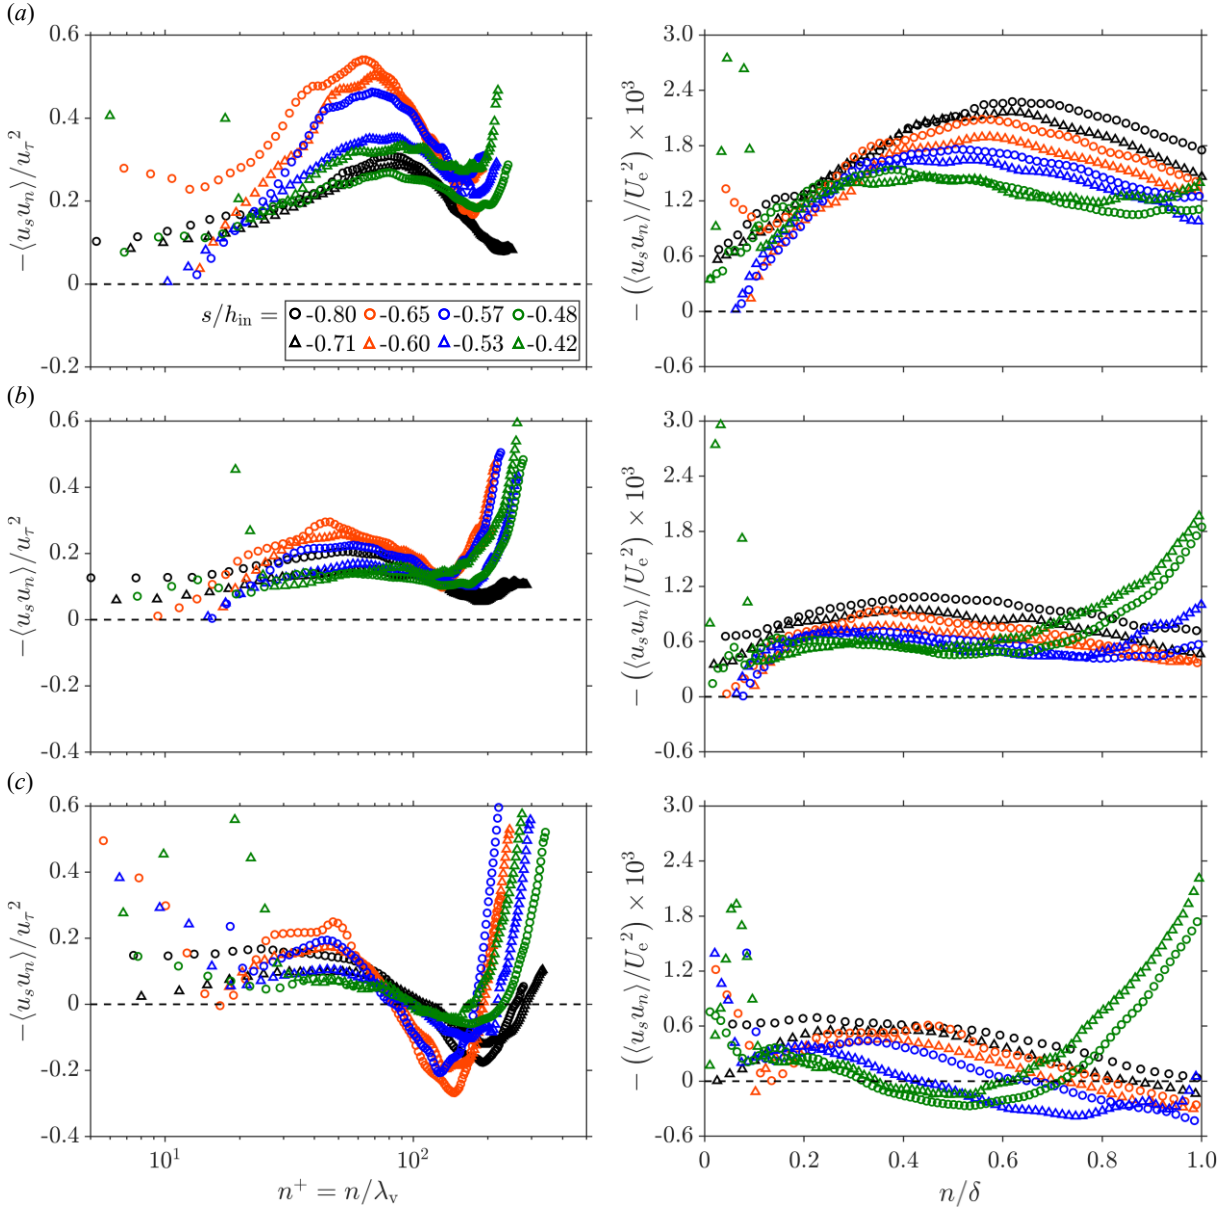 (a)
0.6
0.4
0.2
0
-0.2
−⟨u_s u_n⟩/u_τ²
s/h_in =
-0.80 -0.65 -0.57 -0.48
-0.71 -0.60 -0.53 -0.42
3.0
2.4
1.8
1.2
0.6
0
-0.6
−(⟨u_s u_n⟩/U_e²) × 10³
(b)
0.6
0.4
0.2
0
0.2
-0.4
−⟨u_s u_n⟩/u_τ²
3.0
2.4
1.8
1.2
0.6
0
-0.6
−(⟨u_s u_n⟩/U_e²) × 10³
(c)
0.6
0.4
0.2
0
-0.2
-0.4
−⟨u_s u_n⟩/u_τ²
10¹ 10²
n⁺ = n/λ_v
3.0
2.4
1.8
1.2
0.6
0
-0.6
−(⟨u_s u_n⟩/U_e²) × 10³
0 0.2 0.4 0.6 0.8 1.0
n/δ